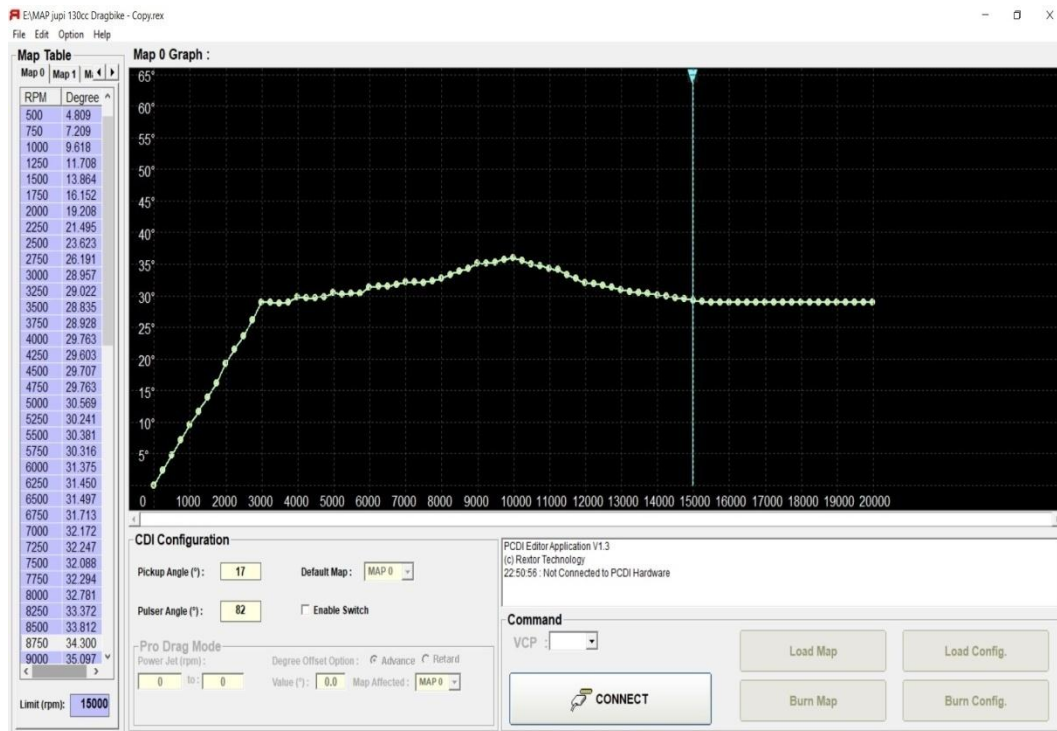 E:\MAP jupi 130cc Dragbike - Copy.rex
File Edit Option Help
Map Table
Map 0 Map 1
RPM Degree
500 4.809
750 7.209
1000 9.618
1250 11.708
1500 13.864
1750 16.152
2000 19.208
2250 21.495
2500 23.623
2750 26.191
3000 28.957
3250 29.022
3500 28.835
3750 28.928
4000 29.763
4250 29.603
4500 29.707
4750 29.763
5000 30.569
5250 30.241
5500 30.381
5750 30.316
6000 31.375
6250 31.450
6500 31.497
6750 31.713
7000 32.172
7250 32.247
7500 32.088
7750 32.294
8000 32.781
8250 33.372
8500 33.812
8750 34.300
9000 35.097
Limit (rpm): 15000
Map 0 Graph :
65°
60°
55°
50°
45°
40°
35°
30°
25°
20°
15°
10°
5°
0 1000 2000 3000 4000 5000 6000 7000 8000 9000 10000 11000 12000 13000 14000 15000 16000 17000 18000 19000 20000
CDI Configuration
Pickup Angle (°) : 17 Default Map : MAP 0
Pulser Angle (°) : 82 Enable Switch
Pro Drag Mode
Power Jet (rpm) : Degree Offset Option : Advance Retard
0 to : 0 Value (°) : 0.0 Map Affected : MAP 0
PCDI Editor Application V1.3
(c) Rextor Technology
22:50:56 : Not Connected to PCDI Hardware
Command
VCP :
Load Map Load Config.
CONNECT Burn Map Burn Config.